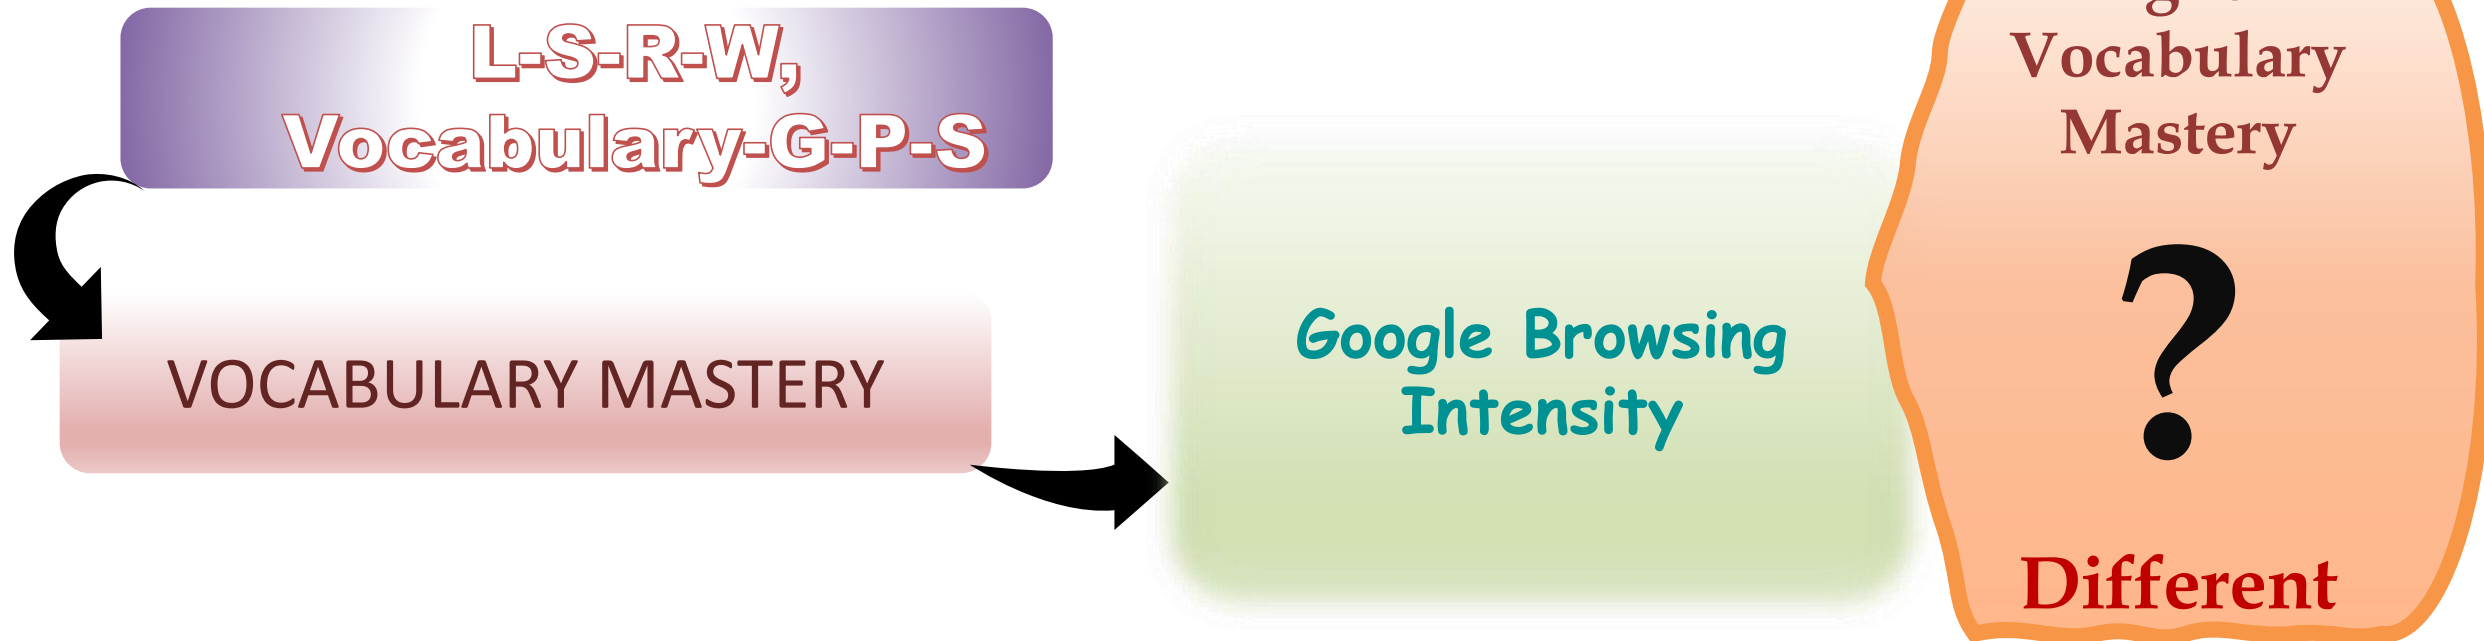 L-S-R-W,
Vocabulary-G-P-S
VOCABULARY MASTERY
Google Browsing
Intensity
Vocabulary
Mastery
?
Different